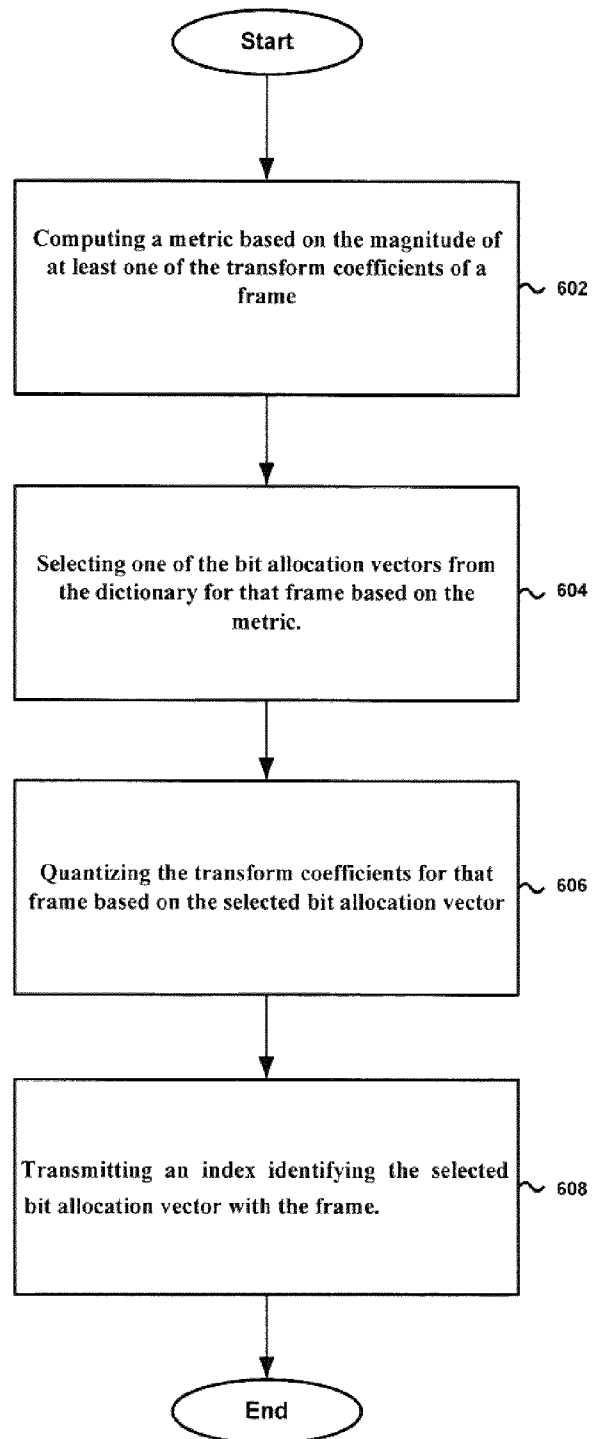 Start
Computing a metric based on the magnitude of
at least one of the transform coefficients of a
frame
602
Selecting one of the bit allocation vectors from
the dictionary for that frame based on the
metric.
604
Quantizing the transform coefficients for that
frame based on the selected bit allocation vector
606
Transmitting an index identifying the selected
bit allocation vector with the frame.
608
End